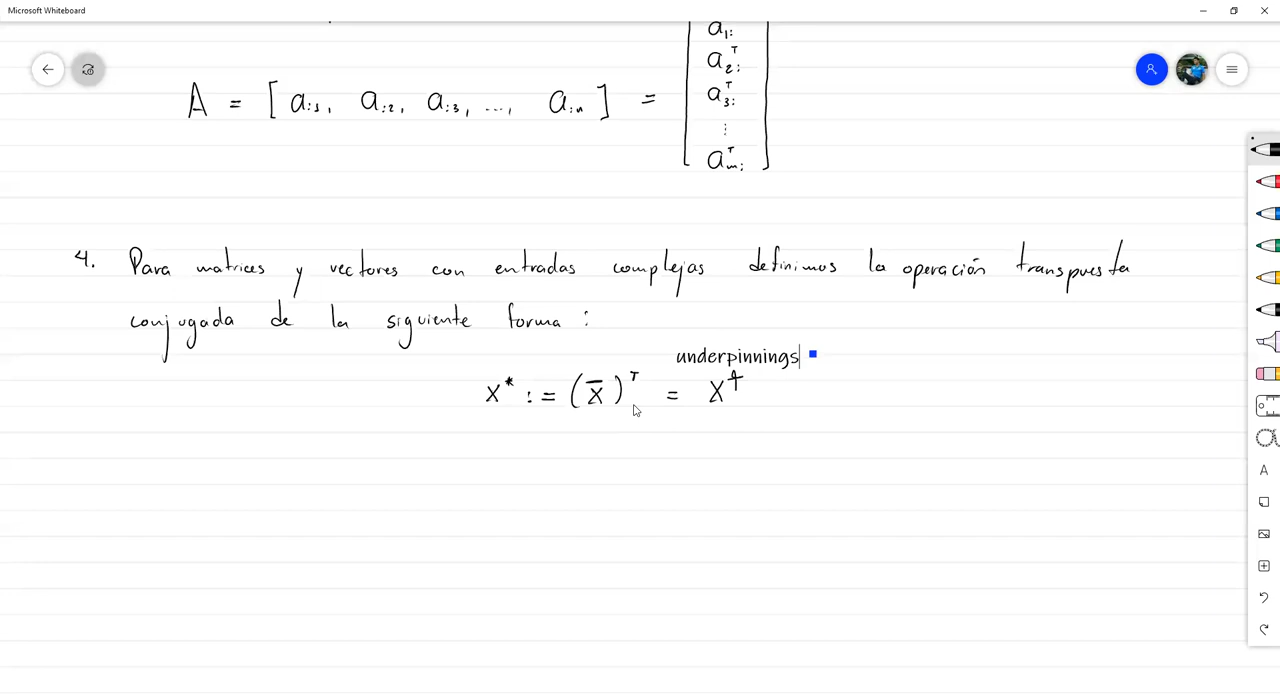 Microsoft Whiteboard
A = [ a:1, a:2, a:3, ..., a:n ] = [ a1: a2:ᵀ a3:ᵀ ⋮ am:ᵀ ]
4. Para matrices y vectores con entradas complejas definimos la operación transpuesta
conjugada de la siguiente forma :
underpinnings
X* := (X̄)ᵀ = X†
A